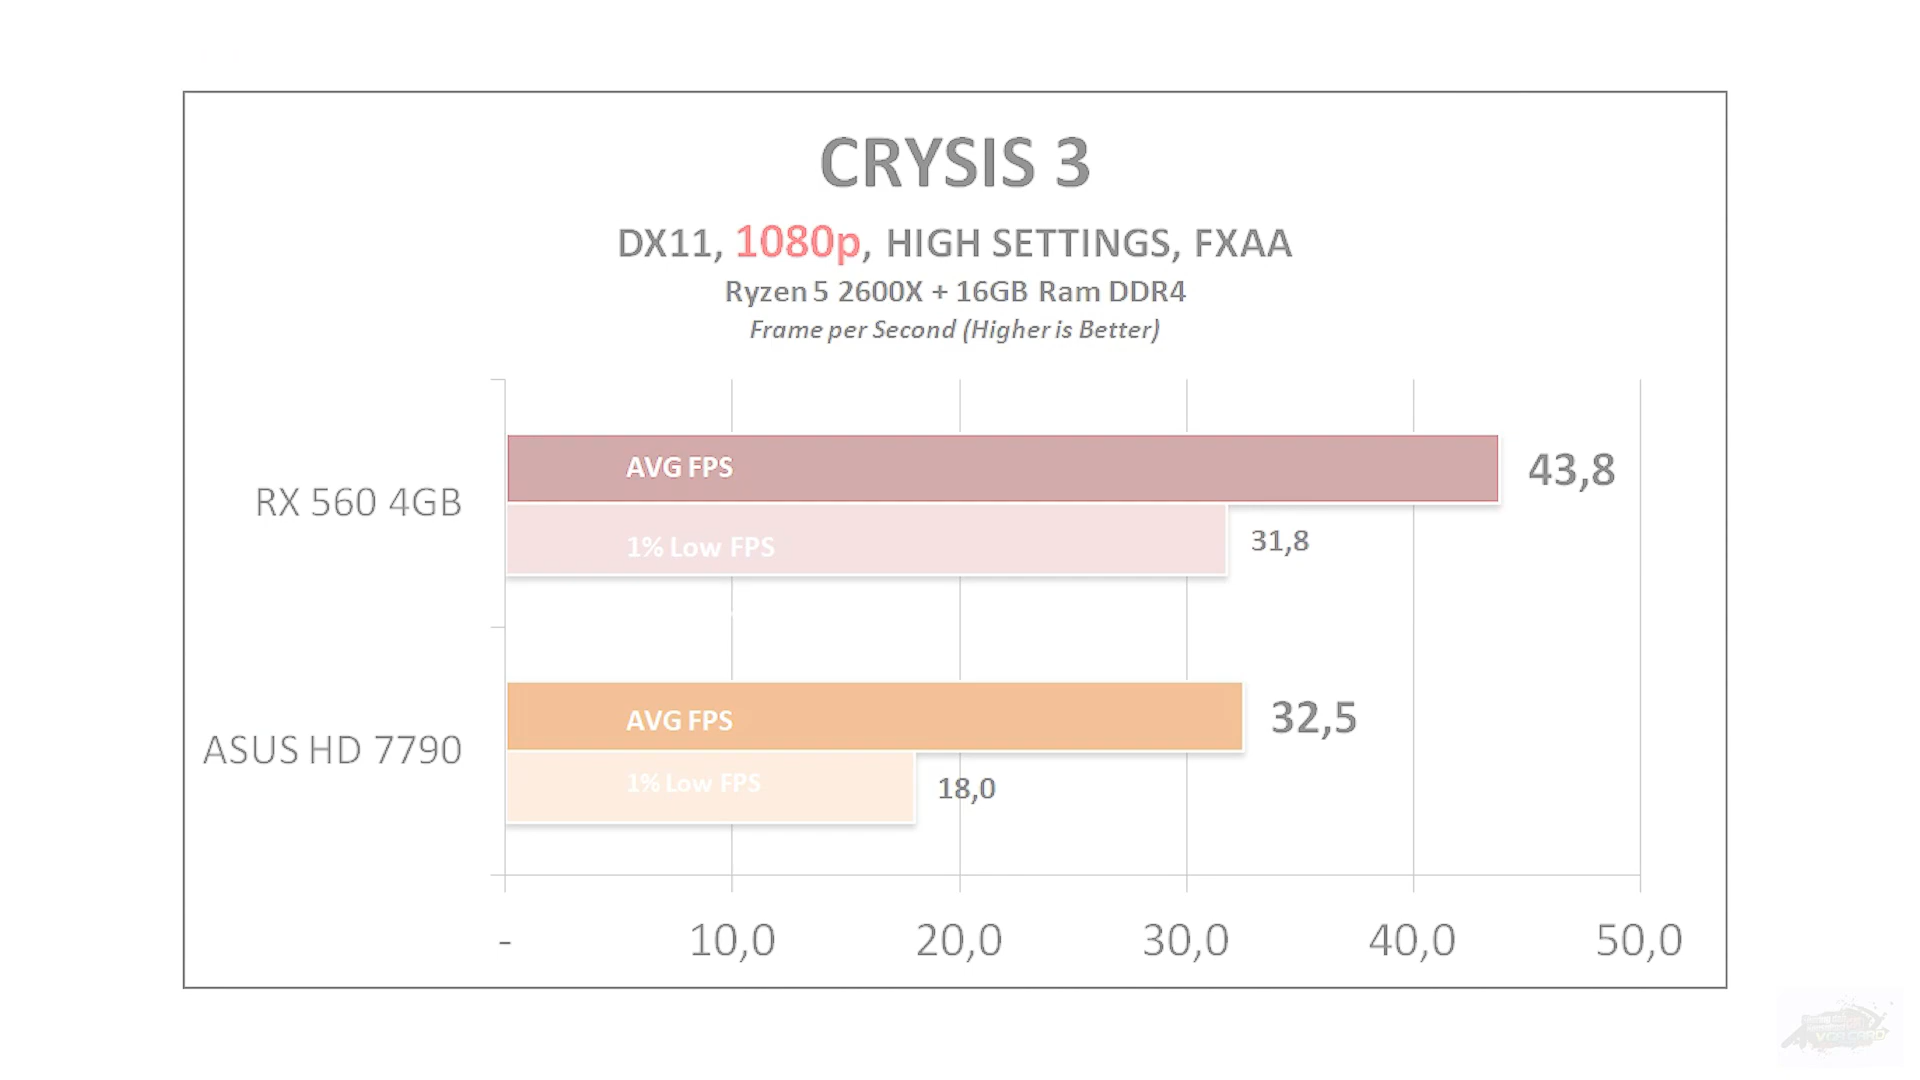 CRYSIS 3
DX11, 1080p, HIGH SETTINGS, FXAA
Ryzen 5 2600X + 16GB Ram DDR4
Frame per Second (Higher is Better)
RX 560 4GB
AVG FPS
43,8
1% Low FPS
31,8
ASUS HD 7790
AVG FPS
32,5
1% Low FPS
18,0
- 10,0 20,0 30,0 40,0 50,0